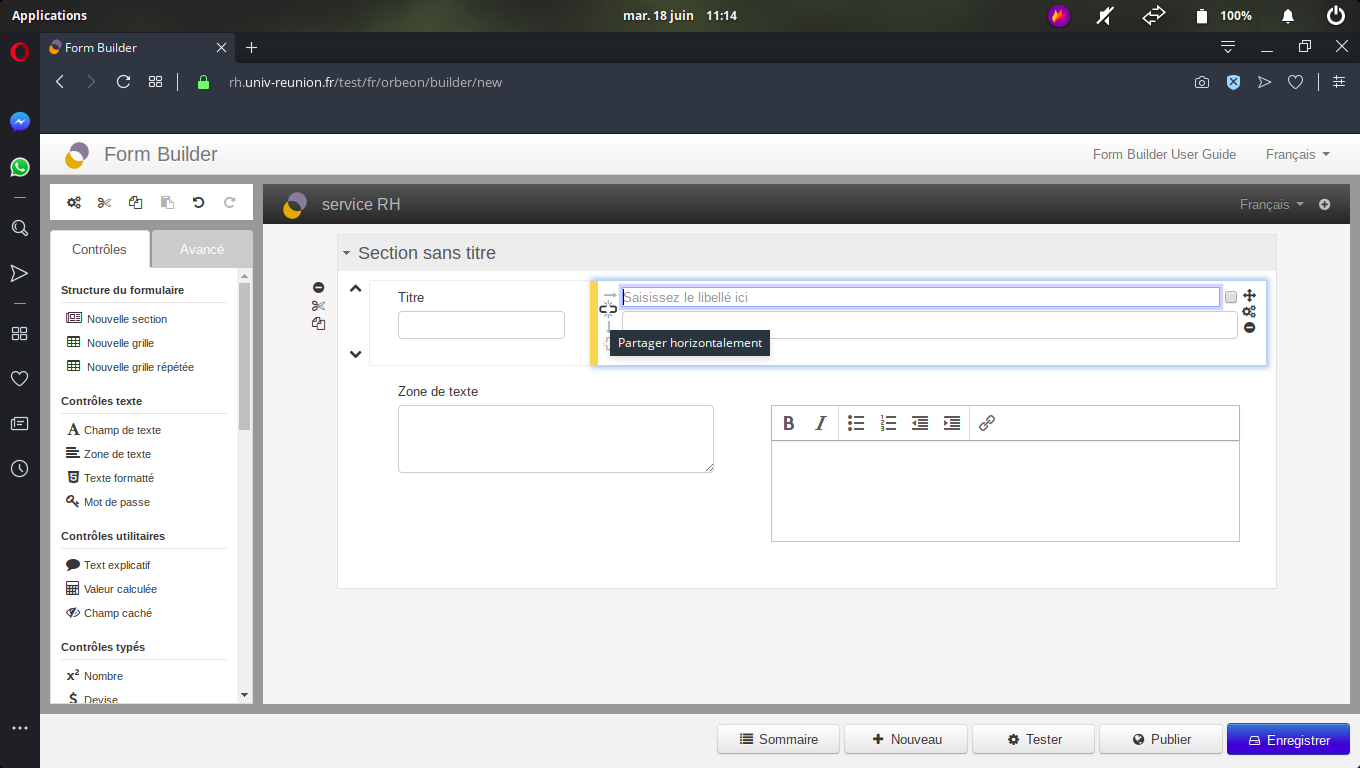 Applications
mar. 18 juin 11:14
100%
Form Builder
rh.univ-reunion.fr/test/fr/orbeon/builder/new
Form Builder
Form Builder User Guide
Français
service RH
Français
Contrôles
Avancé
Structure du formulaire
Nouvelle section
Nouvelle grille
Nouvelle grille répétée
Contrôles texte
Champ de texte
Zone de texte
Texte formatté
Mot de passe
Contrôles utilitaires
Text explicatif
Valeur calculée
Champ caché
Contrôles typés
x² Nombre
$ Devise
Section sans titre
Titre
Saisissez le libellé ici
Partager horizontalement
Zone de texte
B I
Sommaire
Nouveau
Tester
Publier
Enregistrer